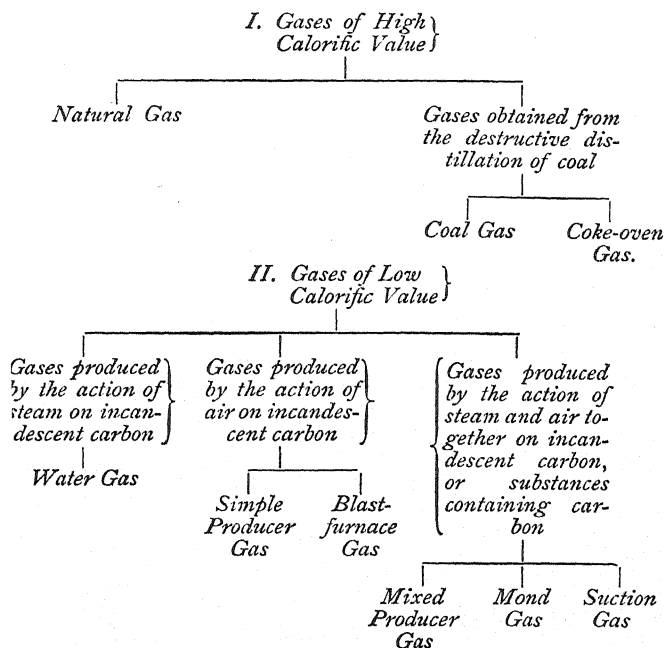 I. Gases of High
Calorific Value}
Natural Gas
Gases obtained from
the destructive dis-
tillation of coal
Coal Gas
Coke-oven
Gas.
II. Gases of Low
Calorific Value}
Gases produced
by the action of
steam on incan-
descent carbon
Water Gas
Gases produced
by the action of
air on incandes-
cent carbon
Simple
Producer
Gas
Blast-
furnace
Gas
Gases produced
by the action of
steam and air to-
gether on incan-
descent carbon,
or substances
containing car-
bon
Mixed
Producer
Gas
Mond
Gas
Suction
Gas